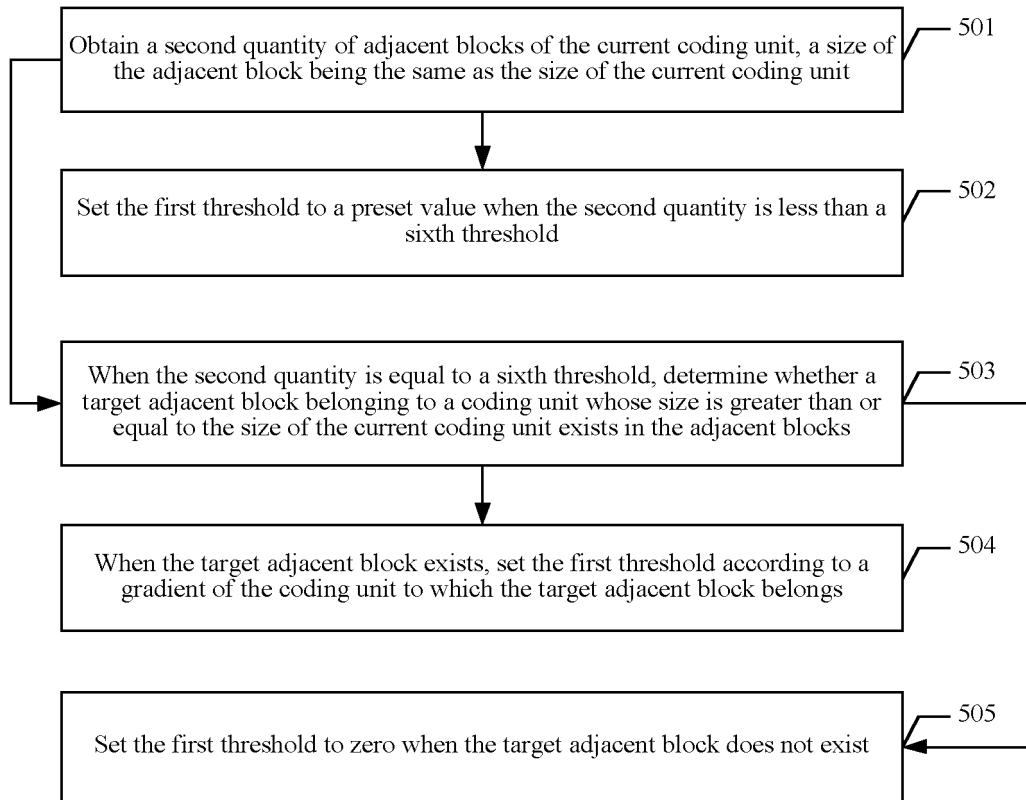 Obtain a second quantity of adjacent blocks of the current coding unit, a size of
the adjacent block being the same as the size of the current coding unit
501
Set the first threshold to a preset value when the second quantity is less than a
sixth threshold
502
When the second quantity is equal to a sixth threshold, determine whether a
target adjacent block belonging to a coding unit whose size is greater than or
equal to the size of the current coding unit exists in the adjacent blocks
503
When the target adjacent block exists, set the first threshold according to a
gradient of the coding unit to which the target adjacent block belongs
504
Set the first threshold to zero when the target adjacent block does not exist
505